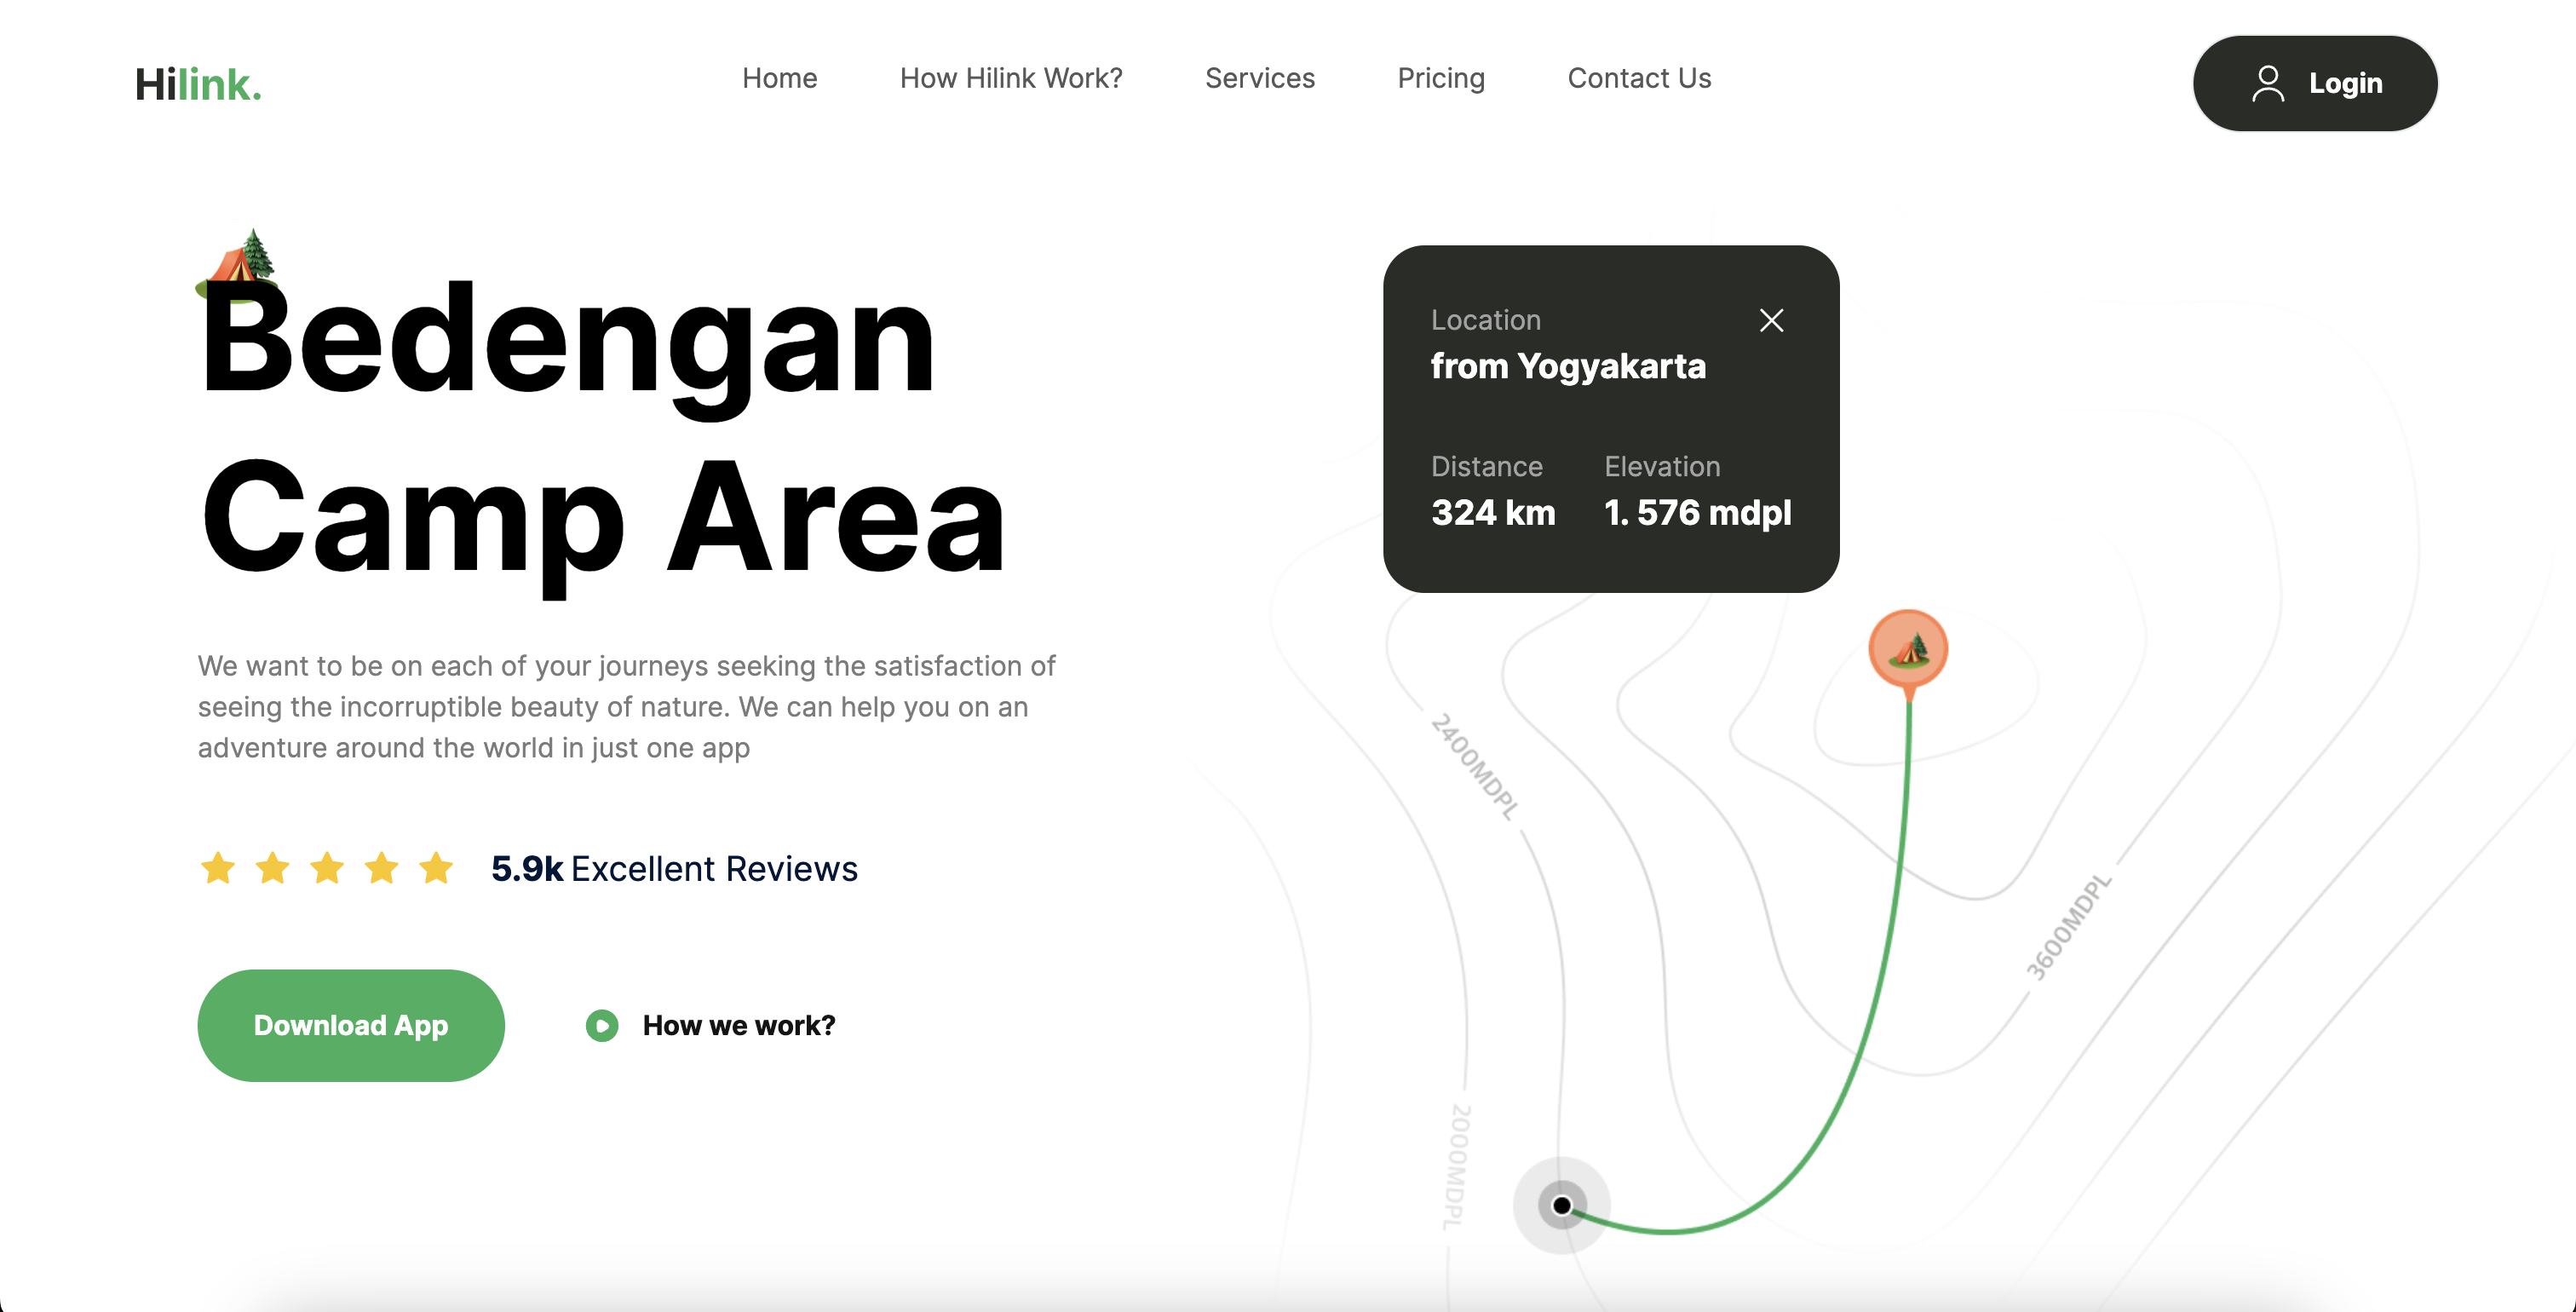 Hilink.
Home
How Hilink Work?
Services
Pricing
Contact Us
Login
Bedengan
Camp Area
We want to be on each of your journeys seeking the satisfaction of
seeing the incorruptible beauty of nature. We can help you on an
adventure around the world in just one app
5.9k Excellent Reviews
Download App
How we work?
Location
from Yogyakarta
Distance
324 km
Elevation
1. 576 mdpl
2400MDPL
3600MDPL
2000MDPL